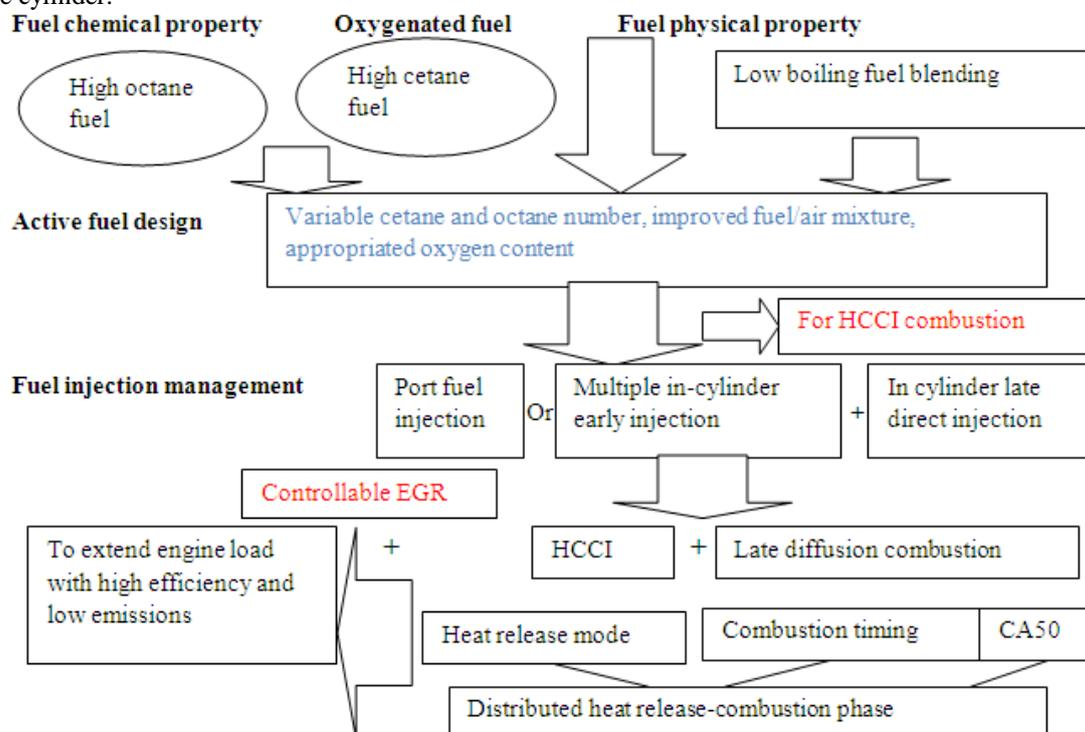 e cylinder.
Fuel chemical property Oxygenated fuel Fuel physical property
High octane
fuel
High cetane
fuel
Low boiling fuel blending
Active fuel design
Variable cetane and octane number, improved fuel/air mixture,
appropriated oxygen content
For HCCI combustion
Fuel injection management
Port fuel
injection
Or
Multiple in-cylinder
early injection
+
In cylinder late
direct injection
Controllable EGR
To extend engine load
with high efficiency and
low emissions
+
HCCI
+
Late diffusion combustion
Heat release mode
Combustion timing
CA50
Distributed heat release-combustion phase